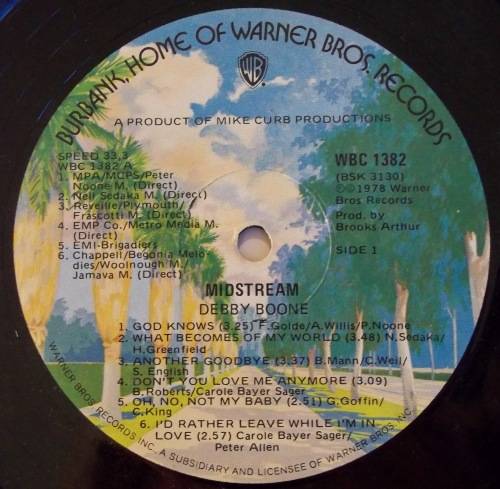 BURBANK, HOME OF WARNER BROS. RECORDS
WB
A PRODUCT OF MIKE CURB PRODUCTIONS
SPEED 33,3
WBC 1382 A
1. MPA/MCPS/Peter
Noone M. (Direct)
2. Neil Sedaka M. (Direct)
3. Reveille/Plymouth/
Frascotti M. (Direct)
4. EMP Co./Metro Media M.
(Direct)
5. EMI-Brigadiers
6. Chappell/Begonia Melo
dies/Woolnough M./
Jamava M. (Direct)
WBC 1382
(BSK 3130)
℗©1978 Warner
Bros Records
Prod. by
Brooks Arthur
SIDE 1
MIDSTREAM
DEBBY BOONE
1. GOD KNOWS (3.25) F.Golde/A.Willis/P.Noone
2. WHAT BECOMES OF MY WORLD (3.48) N.Sedaka/
H.Greenfield
3. ANOTHER GOODBYE (3.37) B.Mann/C.Weil/
S. English
4. DON'T YOU LOVE ME ANYMORE (3.09)
B.Roberts/Carole Bayer Sager
5. OH, NO, NOT MY BABY (2.51) G.Goffin/
C.King
6. I'D RATHER LEAVE WHILE I'M IN
LOVE (2.57) Carole Bayer Sager/
Peter Allen
WARNER BROS. RECORDS INC., A SUBSIDIARY AND LICENSEE OF WARNER BROS. INC.